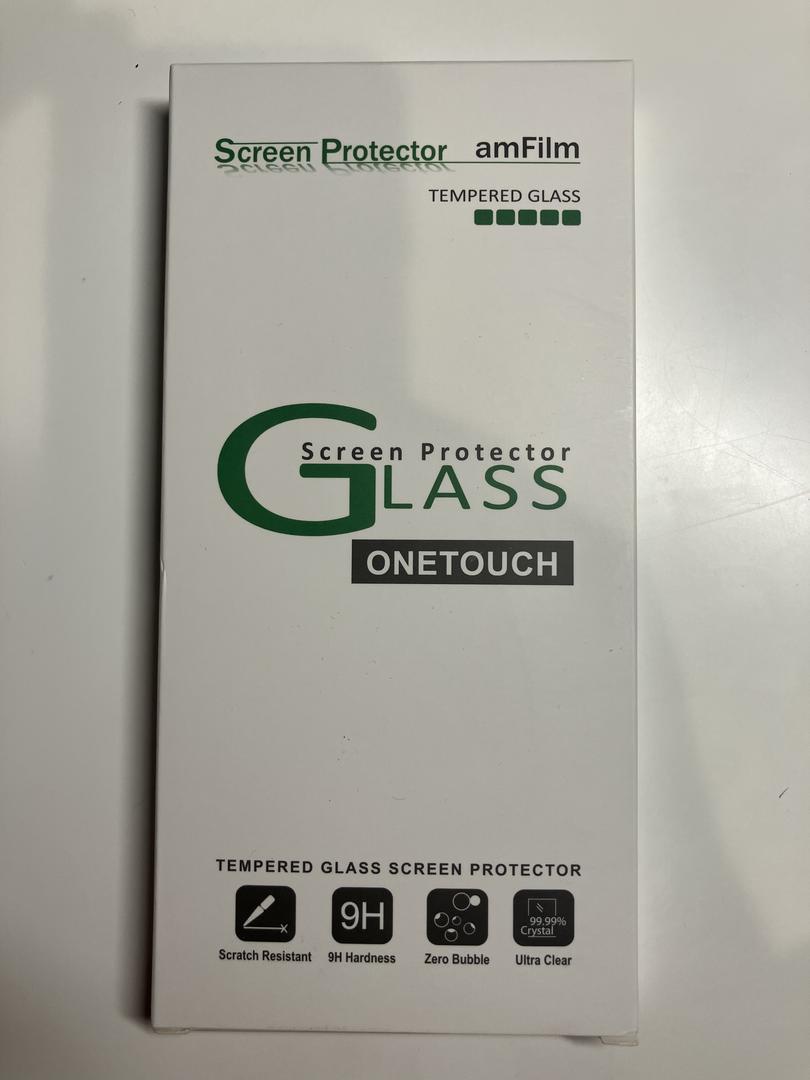 Screen Protector amFilm
TEMPERED GLASS
Screen Protector
GLASS
ONETOUCH
TEMPERED GLASS SCREEN PROTECTOR
9H
99.99%
Crystal
Scratch Resistant 9H Hardness Zero Bubble Ultra Clear